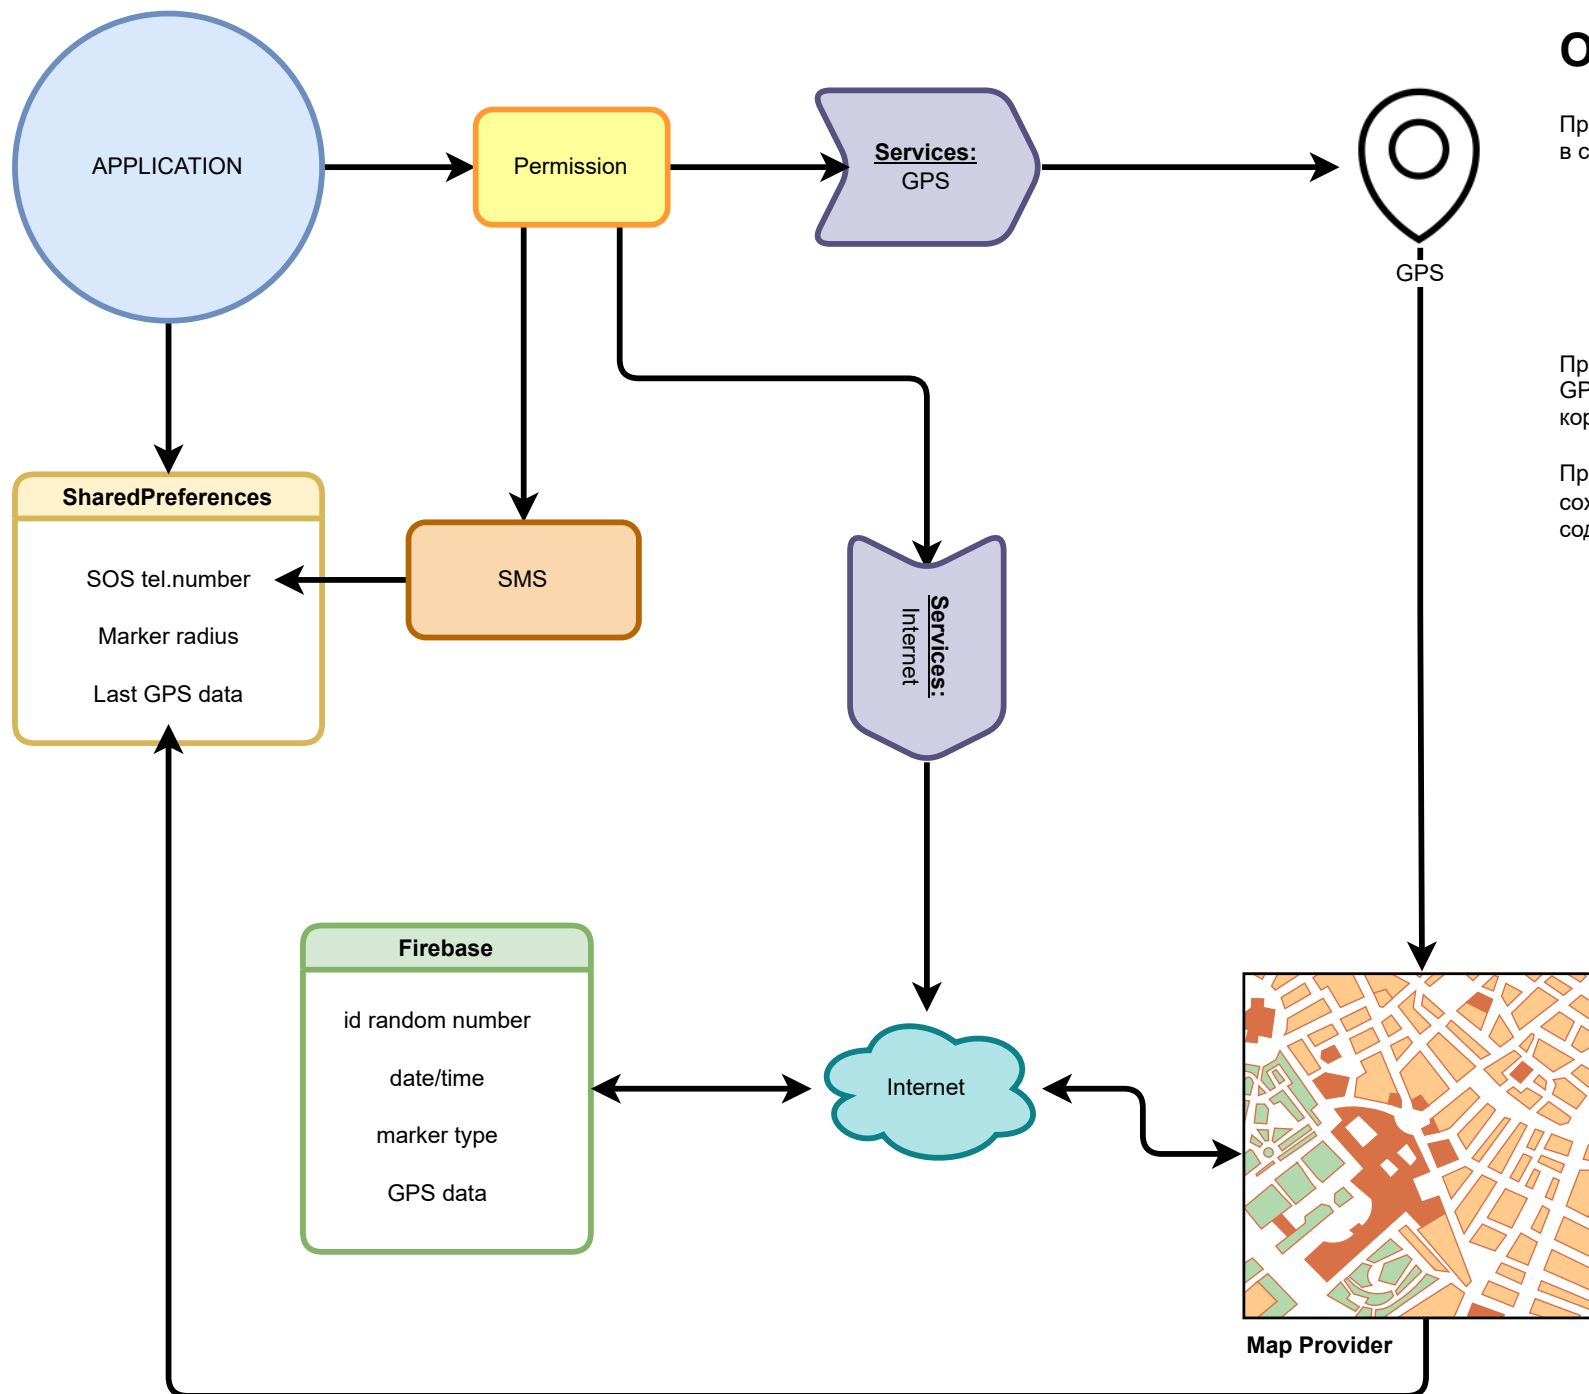 APPLICATION
Permission
Services:
GPS
GPS
SharedPreferences
SOS tel.number
Marker radius
Last GPS data
SMS
Services:
Internet
Firebase
id random number
date/time
marker type
GPS data
Internet
Map Provider